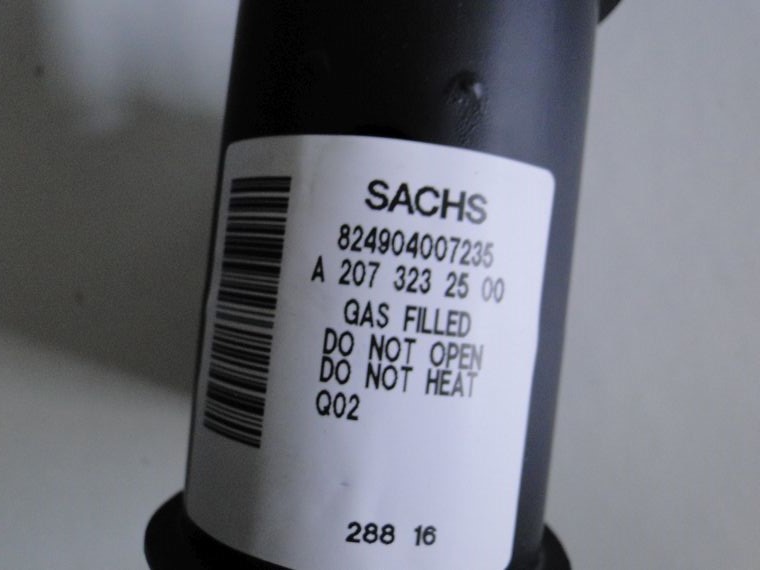 SACHS
824904007235
A 207 323 25 00
GAS FILLED
DO NOT OPEN
DO NOT HEAT
Q02
288 16